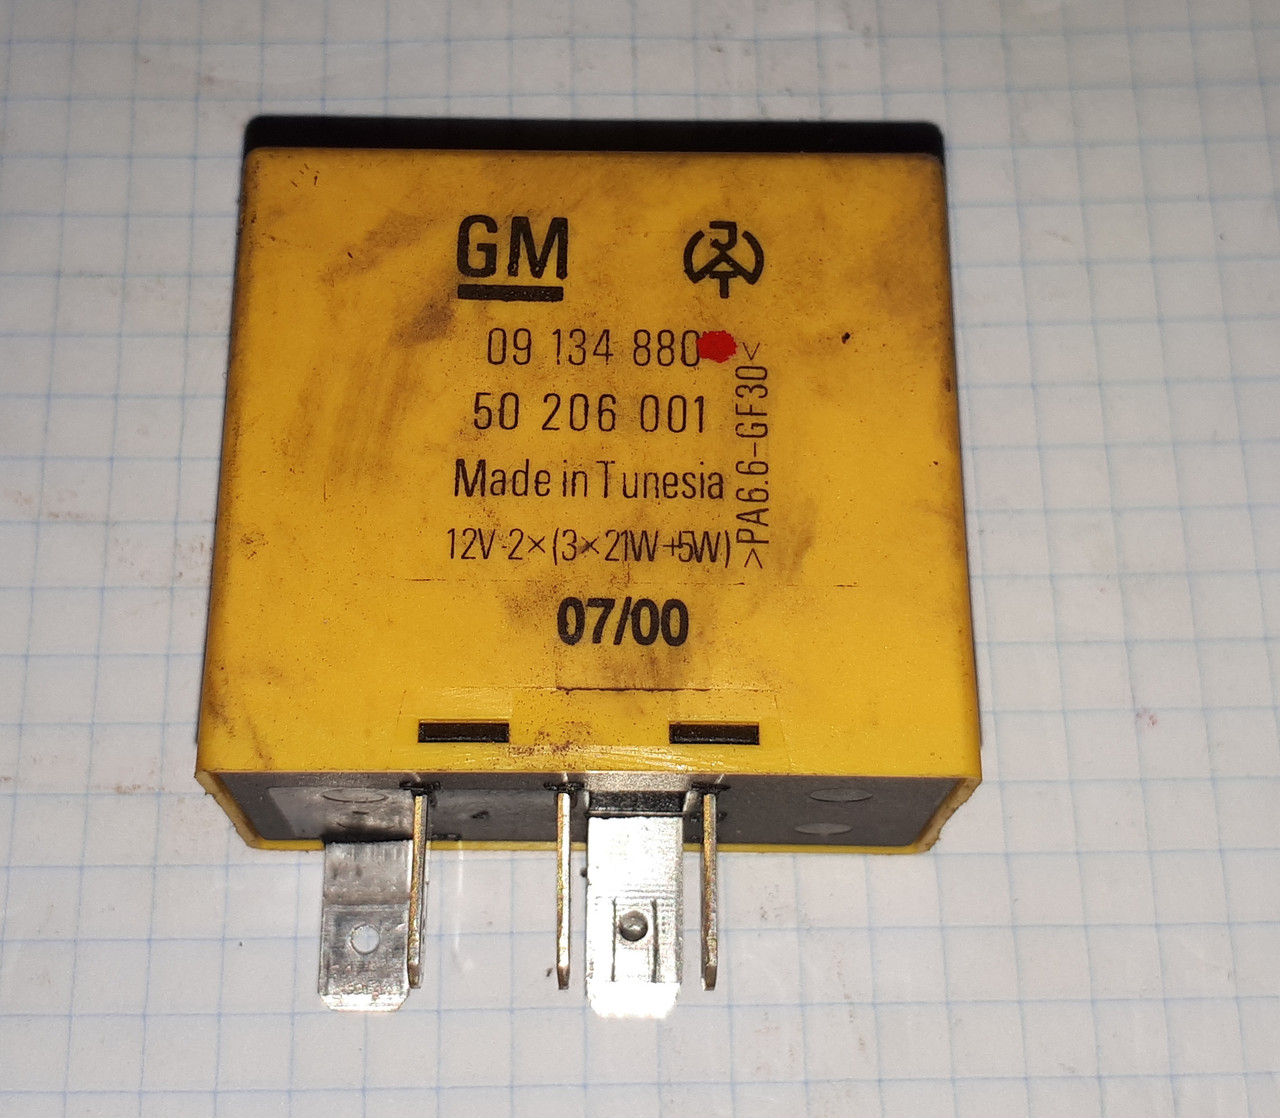 GM
09 134 880
50 206 001
Made in Tunesia
12V-2×(3×21W+5W)
>PA6.6-GF30<
07/00